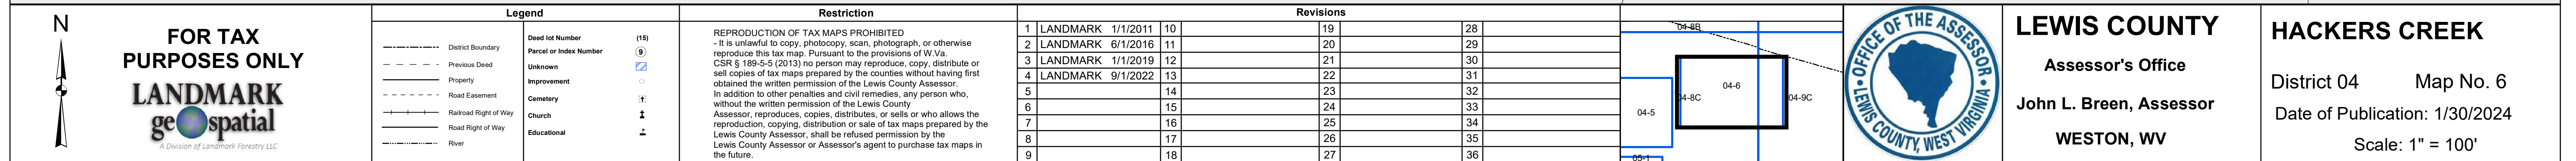 N
FOR TAX
PURPOSES ONLY
LANDMARK
geospatial
A Division of Landmark Forestry LLC
Legend
District Boundary
Previous Deed
Property
Road Easement
Railroad Right of Way
Road Right of Way
River
Deed lot Number (15)
Parcel or Index Number 9
Unknown
Improvement
Cemetery
Church
Educational
Restriction
REPRODUCTION OF TAX MAPS PROHIBITED
- It is unlawful to copy, photocopy, scan, photograph, or otherwise
reproduce this tax map. Pursuant to the provisions of W.Va.
CSR § 189-5-5 (2013) no person may reproduce, copy, distribute or
sell copies of tax maps prepared by the counties without having first
obtained the written permission of the Lewis County Assessor.
In addition to other penalties and civil remedies, any person who,
without the written permission of the Lewis County
Assessor, reproduces, copies, distributes, or sells or who allows the
reproduction, copying, distribution or sale of tax maps prepared by the
Lewis County Assessor, shall be refused permission by the
Lewis County Assessor or Assessor's agent to purchase tax maps in
the future.
Revisions
1 LANDMARK 1/1/2011 10 19 28
2 LANDMARK 6/1/2016 11 20 29
3 LANDMARK 1/1/2019 12 21 30
4 LANDMARK 9/1/2022 13 22 31
5 14 23 32
6 15 24 33
7 16 25 34
8 17 26 35
9 18 27 36
04-8B
04-6
04-8C
04-9C
04-5
05-1
OFFICE OF THE ASSESSOR
LEWIS COUNTY, WEST VIRGINIA
LEWIS COUNTY
Assessor's Office
John L. Breen, Assessor
WESTON, WV
HACKERS CREEK
District 04 Map No. 6
Date of Publication: 1/30/2024
Scale: 1" = 100'